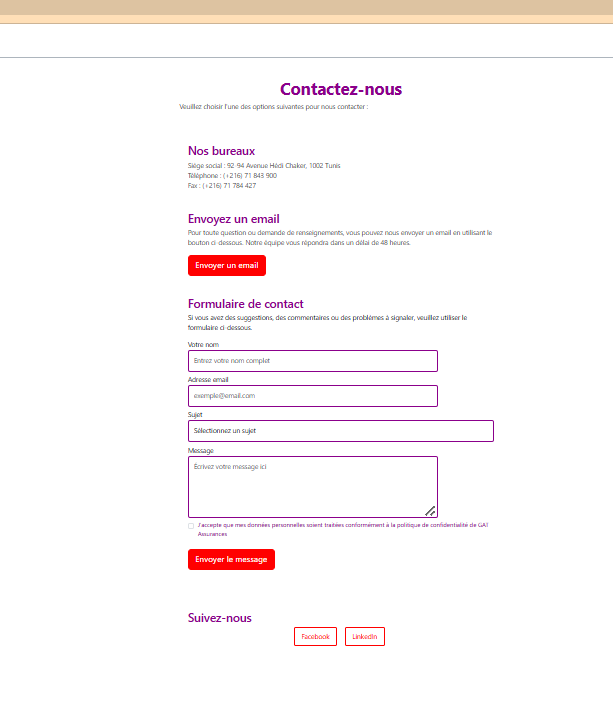 Contactez-nous
Veuillez choisir l'une des options suivantes pour nous contacter :
Nos bureaux
Siège social : 92-94 Avenue Hédi Chaker, 1002 Tunis
Téléphone : (+216) 71 843 900
Fax : (+216) 71 784 427
Envoyez un email
Pour toute question ou demande de renseignements, vous pouvez nous envoyer un email en utilisant le
bouton ci-dessous. Notre équipe vous répondra dans un délai de 48 heures.
Envoyer un email
Formulaire de contact
Si vous avez des suggestions, des commentaires ou des problèmes à signaler, veuillez utiliser le
formulaire ci-dessous.
Votre nom
Entrez votre nom complet
Adresse email
exemple@email.com
Sujet
Sélectionnez un sujet
Message
Écrivez votre message ici
J'accepte que mes données personnelles soient traitées conformément à la politique de confidentialité de GAT
Assurances
Envoyer le message
Suivez-nous
Facebook
LinkedIn